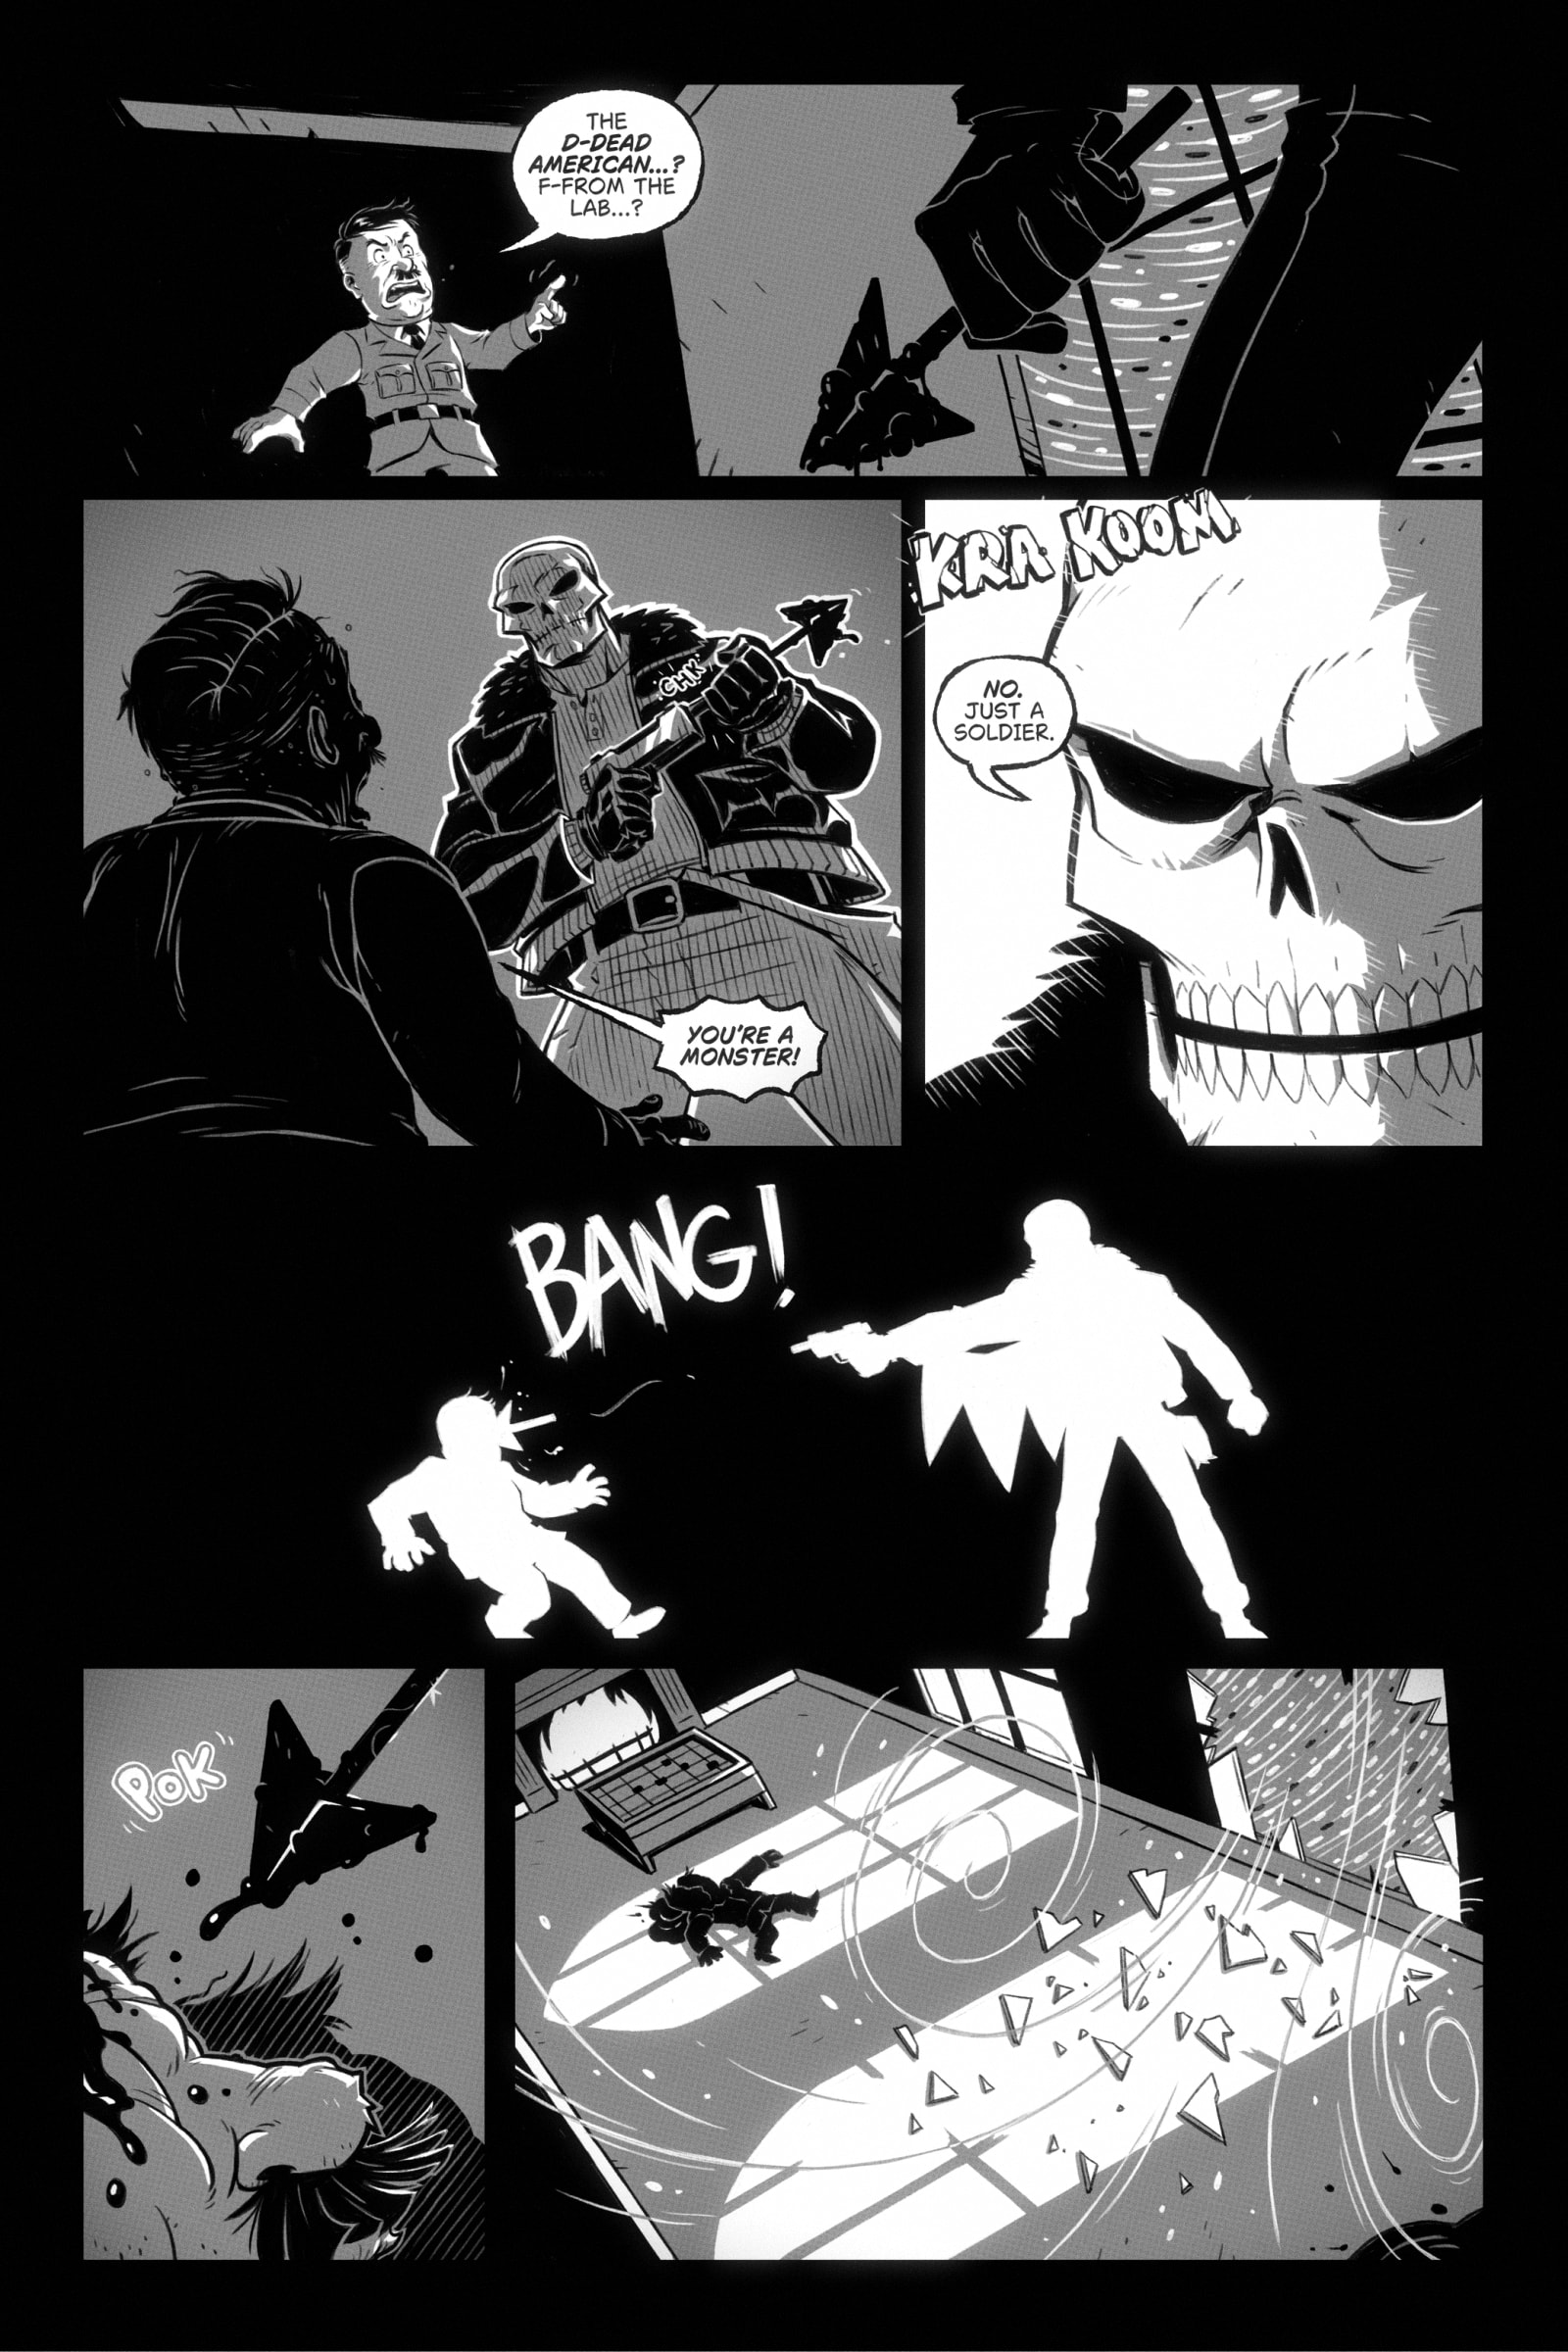 THE
D-DEAD
AMERICAN...?
F-FROM THE
LAB...?
CHK
YOU'RE A
MONSTER!
KRA KOOM
NO.
JUST A
SOLDIER.
BANG!
POK